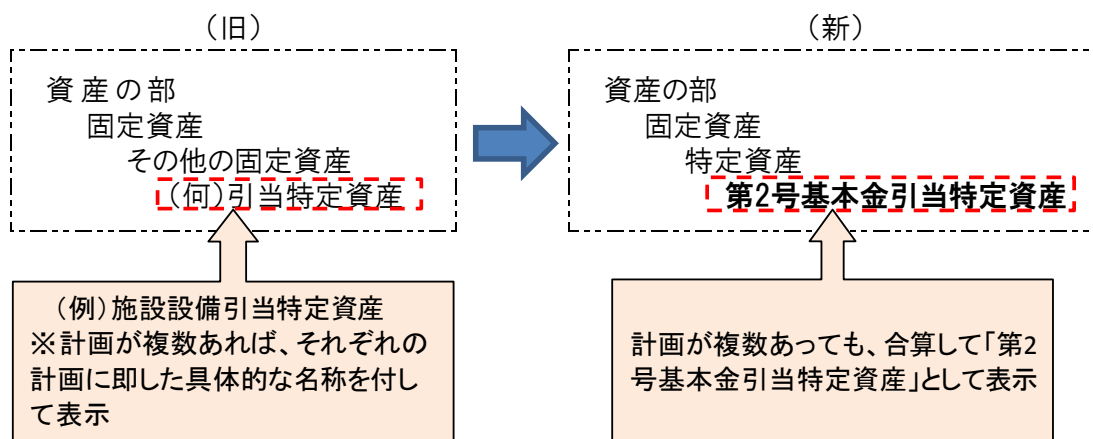 （旧）
資産の部
固定資産
その他の固定資産
（何）引当特定資産
（例）施設設備引当特定資産
※計画が複数あれば、それぞれの
計画に即した具体的な名称を付し
て表示
（新）
資産の部
固定資産
特定資産
第2号基本金引当特定資産
計画が複数あっても、合算して「第2
号基本金引当特定資産」として表示